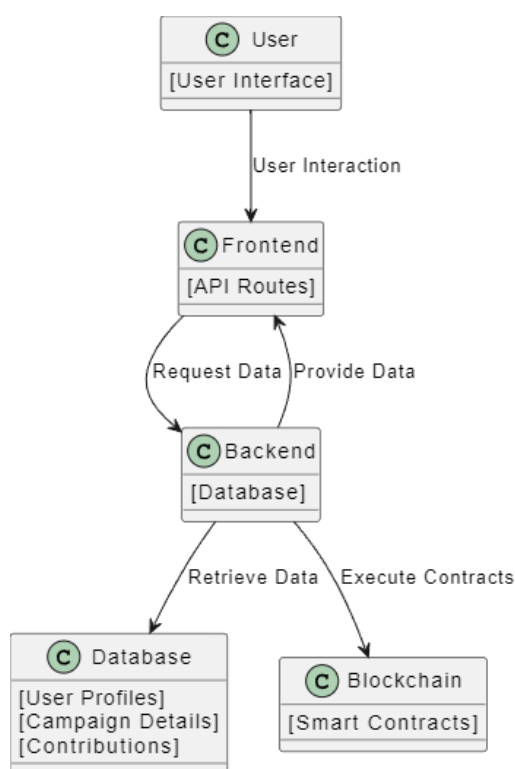 C User
[User Interface]
User Interaction
C Frontend
[API Routes]
Request Data
Provide Data
C Backend
[Database]
Retrieve Data
Execute Contracts
C Database
[User Profiles]
[Campaign Details]
[Contributions]
C Blockchain
[Smart Contracts]